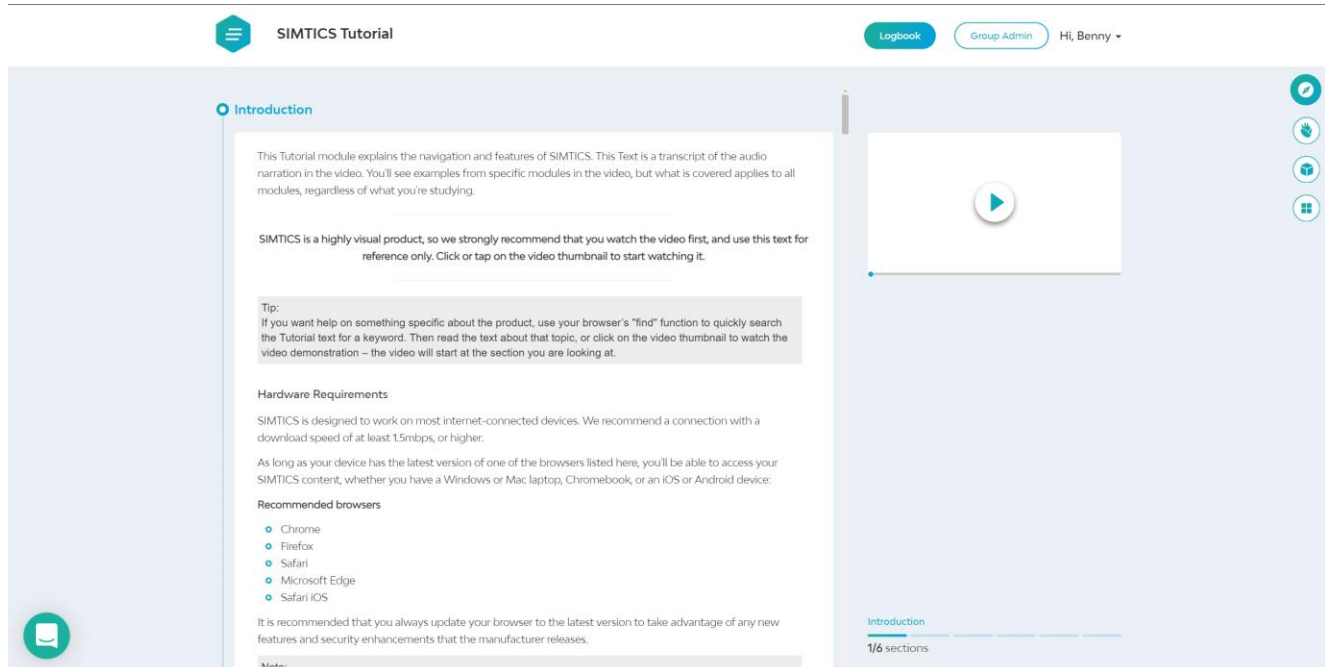 SIMTICS Tutorial
Logbook
Group Admin
Hi, Benny
Introduction
This Tutorial module explains the navigation and features of SIMTICS. This Text is a transcript of the audio
narration in the video. You'll see examples from specific modules in the video, but what is covered applies to all
modules, regardless of what you're studying.
SIMTICS is a highly visual product, so we strongly recommend that you watch the video first, and use this text for
reference only. Click or tap on the video thumbnail to start watching it.
Tip:
If you want help on something specific about the product, use your browser's "find" function to quickly search
the Tutorial text for a keyword. Then read the text about that topic, or click on the video thumbnail to watch the
video demonstration – the video will start at the section you are looking at.
Hardware Requirements
SIMTICS is designed to work on most internet-connected devices. We recommend a connection with a
download speed of at least 1.5mbps, or higher.
As long as your device has the latest version of one of the browsers listed here, you'll be able to access your
SIMTICS content, whether you have a Windows or Mac laptop, Chromebook, or an iOS or Android device:
Recommended browsers
Chrome
Firefox
Safari
Microsoft Edge
Safari iOS
It is recommended that you always update your browser to the latest version to take advantage of any new
features and security enhancements that the manufacturer releases.
Note:
Introduction
1/6 sections